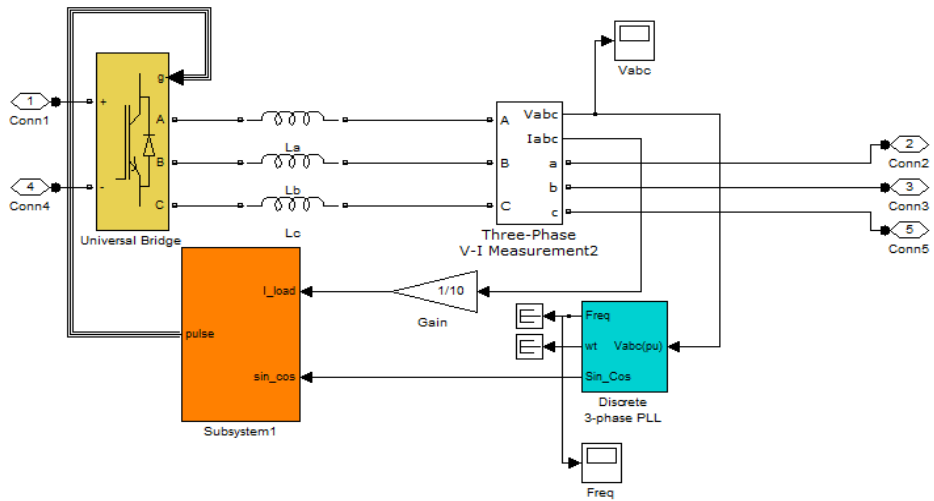 Vabc
g
1
Conn1
+
A
B
C
4
Conn4
-
Universal Bridge
La
Lb
Lc
A
B
C
Vabc
Iabc
a
b
c
Three-Phase
V-I Measurement2
2
Conn2
3
Conn3
5
Conn5
I_load
pulse
sin_cos
Subsystem1
1/10
Gain
Freq
wt
Vabc(pu)
Sin_Cos
Discrete
3-phase PLL
Freq